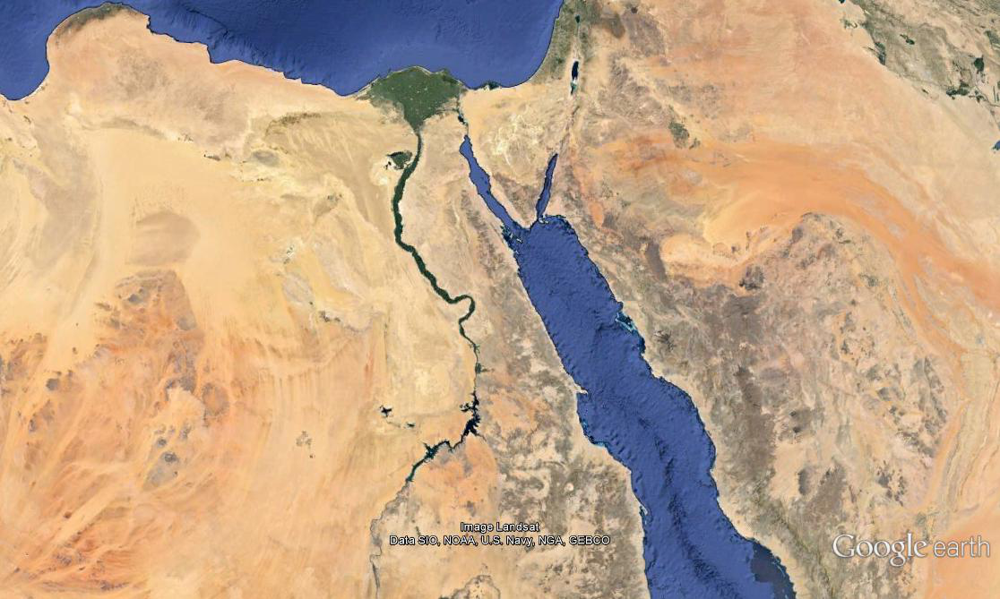 Image Landsat
Data SIO, NOAA, U.S. Navy, NGA, GEBCO
Google earth